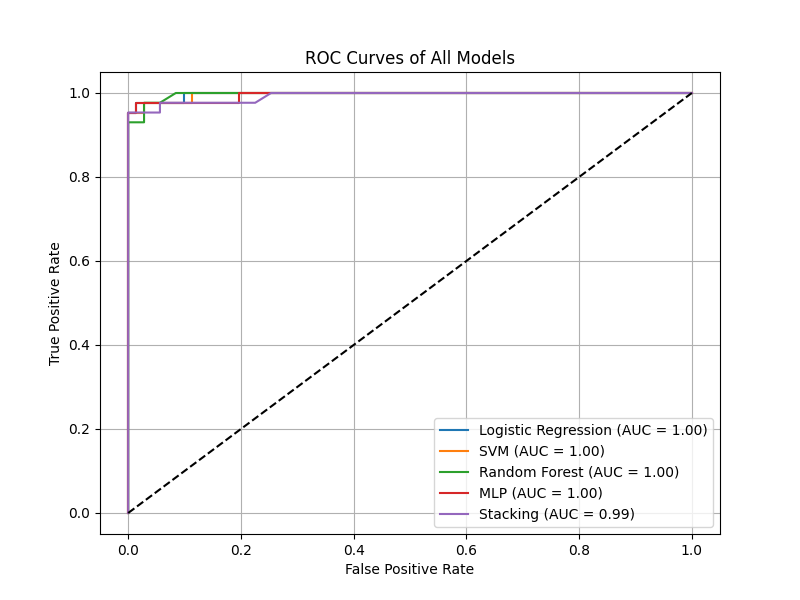 ROC Curves of All Models
True Positive Rate
1.0
0.8
0.6
0.4
0.2
0.0
Logistic Regression (AUC = 1.00)
SVM (AUC = 1.00)
Random Forest (AUC = 1.00)
MLP (AUC = 1.00)
Stacking (AUC = 0.99)
0.0 0.2 0.4 0.6 0.8 1.0
False Positive Rate